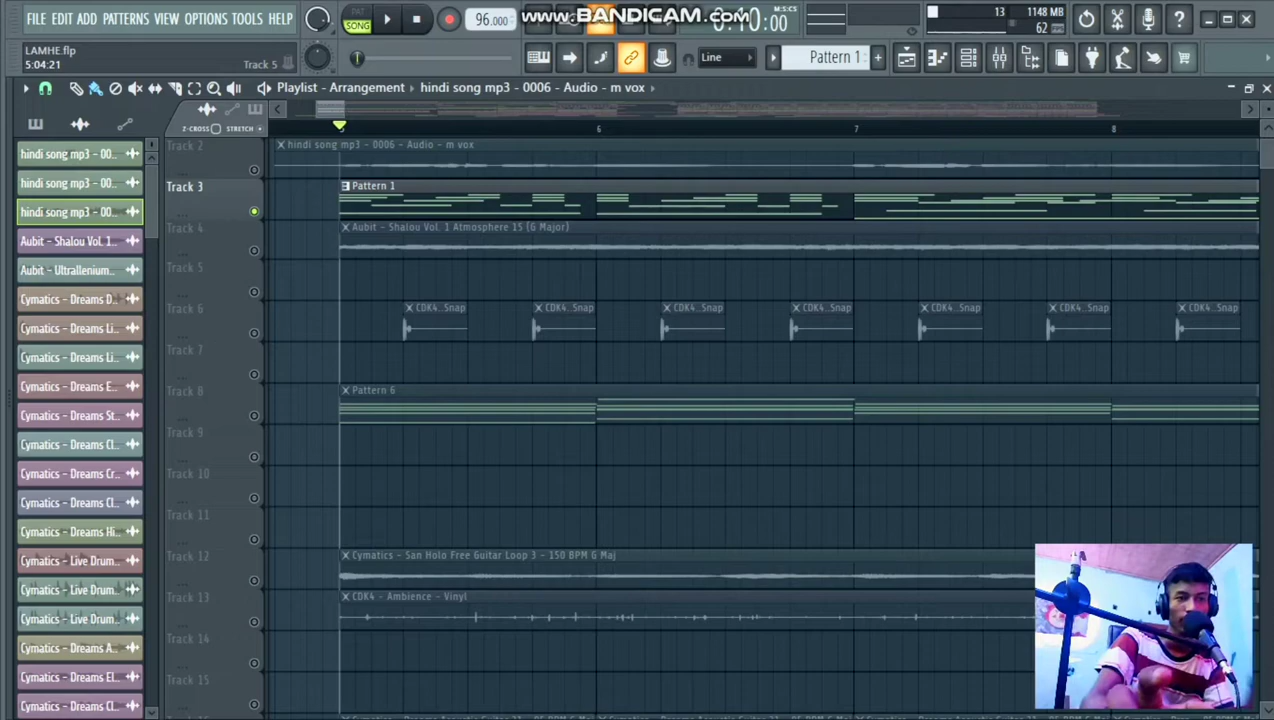 FILE EDIT ADD PATTERNS VIEW OPTIONS TOOLS HELP
PAT
SONG
96.000
www.BANDICAM.com
0:10:00
M:S:CS
13
1148 MB
62
LAMHE.flp
5:04:21
Track 5
Line
Pattern 1
Playlist - Arrangement › hindi song mp3 - 0006 - Audio - m vox ›
Z-CROSS STRETCH
5
6
7
8
hindi song mp3 - 00..
hindi song mp3 - 00..
hindi song mp3 - 00..
Aubit - Shalou Vol. 1..
Aubit - Ultrallenium..
Cymatics - Dreams D..
Cymatics - Dreams Li..
Cymatics - Dreams Li..
Cymatics - Dreams E..
Cymatics - Dreams St..
Cymatics - Dreams Cl..
Cymatics - Dreams Cr..
Cymatics - Dreams Cl..
Cymatics - Dreams Hi..
Cymatics - Live Drum..
Cymatics - Live Drum..
Cymatics - Live Drum..
Cymatics - Dreams A..
Cymatics - Dreams El..
Cymatics - Dreams Cl..
Track 2
hindi song mp3 - 0006 - Audio - m vox
Track 3
Pattern 1
Track 4
Aubit - Shalou Vol. 1 Atmosphere 15 (G Major)
Track 5
Track 6
CDK4..Snap
CDK4..Snap
CDK4..Snap
CDK4..Snap
CDK4..Snap
CDK4..Snap
CDK4..Snap
Track 7
Track 8
Pattern 6
Track 9
Track 10
Track 11
Track 12
Cymatics - San Holo Free Guitar Loop 3 - 150 BPM G Maj
Track 13
CDK4 - Ambience - Vinyl
Track 14
Track 15